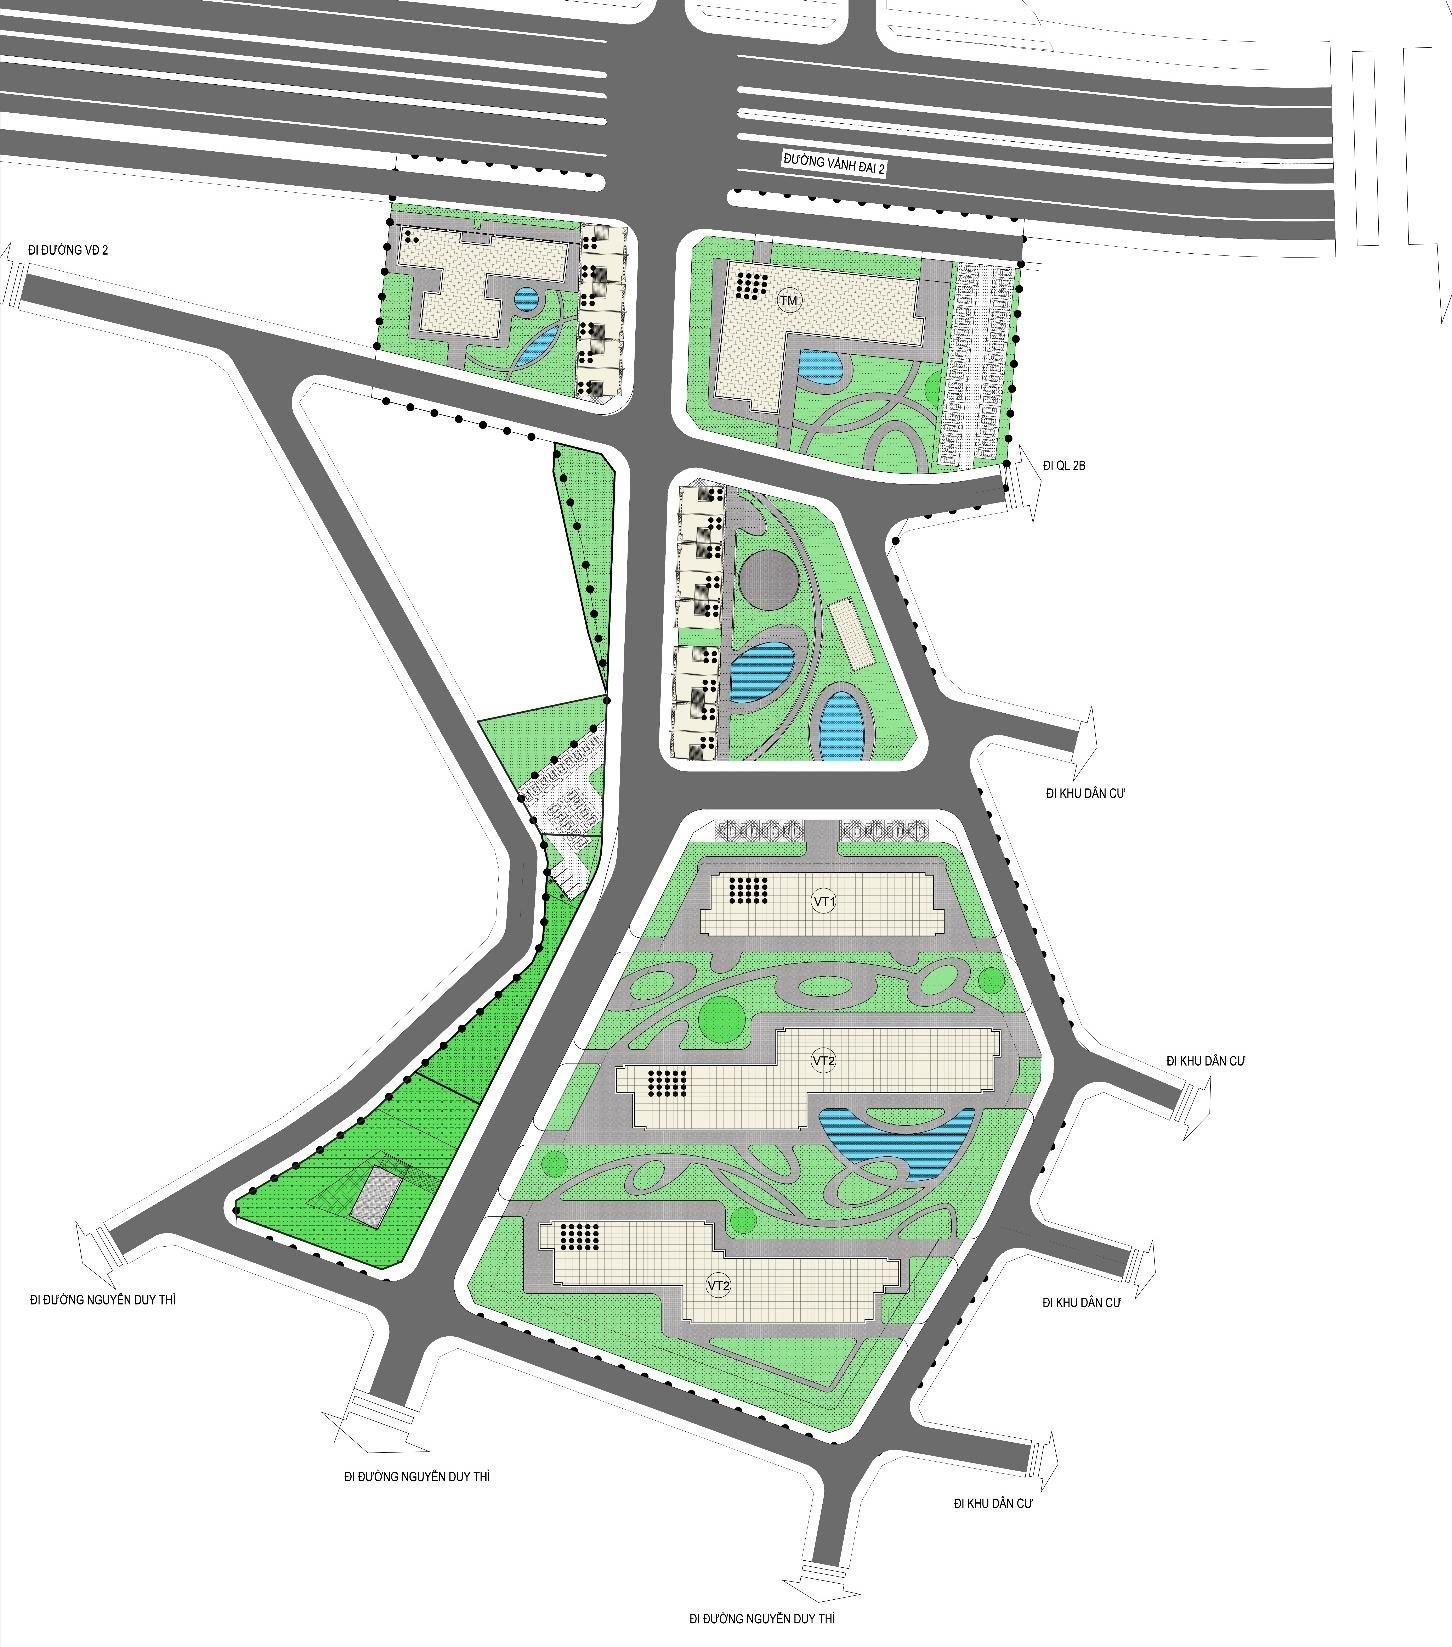 ĐƯỜNG VÀNH ĐAI 2
ĐI ĐƯỜNG VĐ 2
TM
ĐI QL 2B
ĐI KHU DÂN CƯ
VT1
VT2
ĐI KHU DÂN CƯ
VT2
ĐI ĐƯỜNG NGUYỄN DUY THÌ
ĐI KHU DÂN CƯ
ĐI ĐƯỜNG NGUYỄN DUY THÌ
ĐI KHU DÂN CƯ
ĐI ĐƯỜNG NGUYỄN DUY THÌ